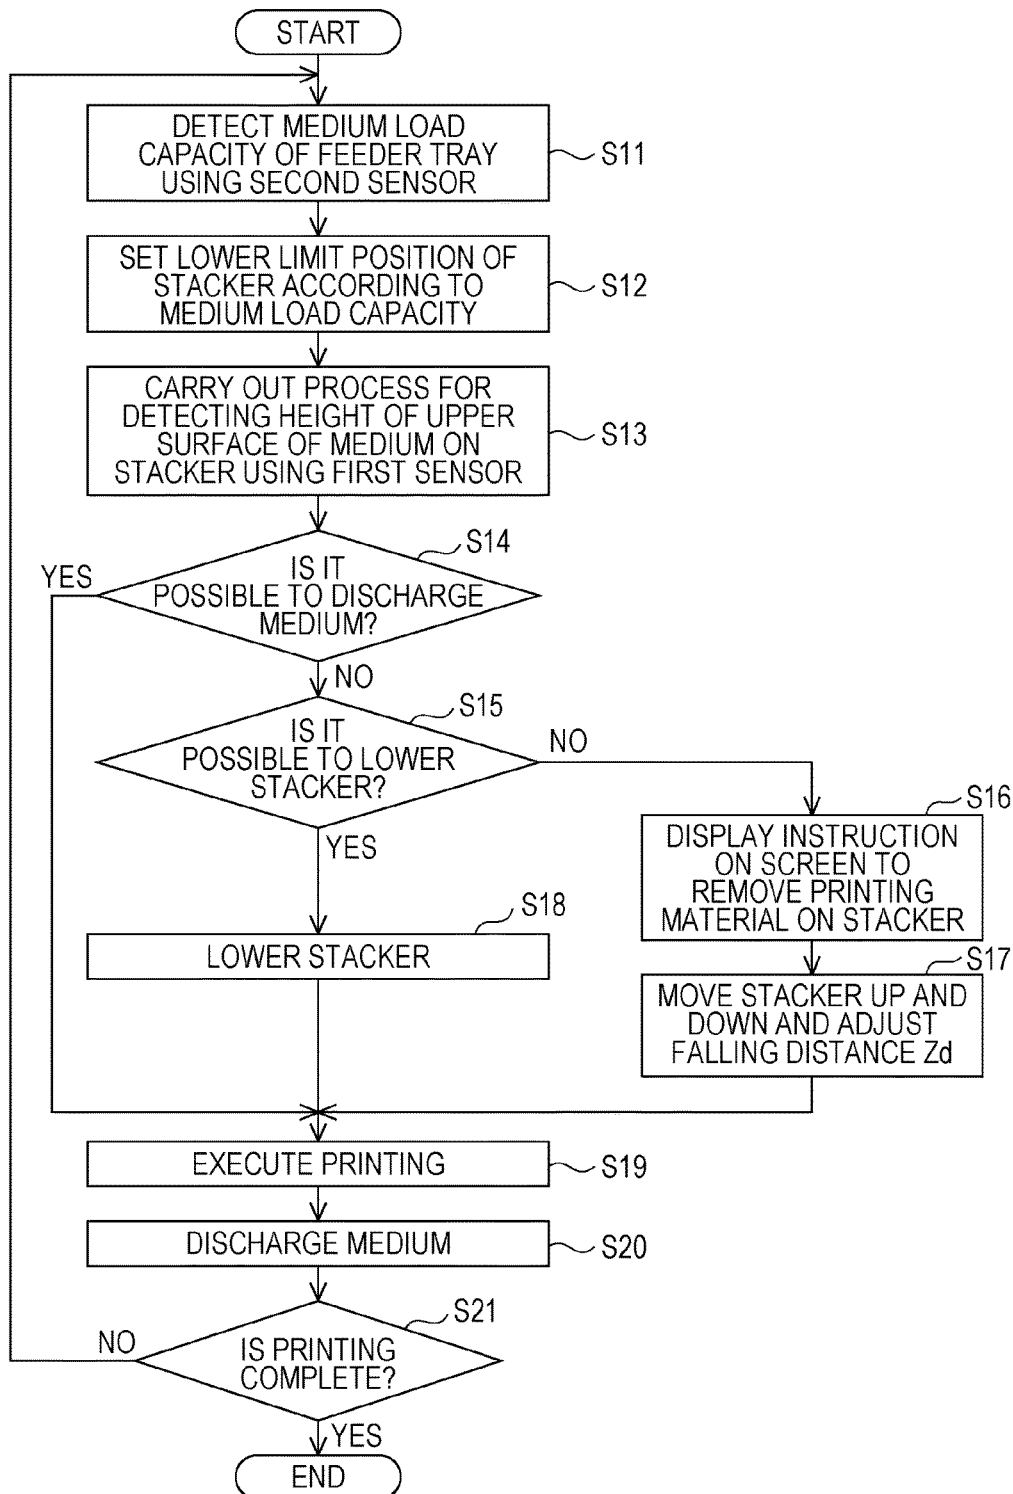 START
DETECT MEDIUM LOAD
CAPACITY OF FEEDER TRAY
USING SECOND SENSOR
S11
SET LOWER LIMIT POSITION OF
STACKER ACCORDING TO
MEDIUM LOAD CAPACITY
S12
CARRY OUT PROCESS FOR
DETECTING HEIGHT OF UPPER
SURFACE OF MEDIUM ON
STACKER USING FIRST SENSOR
S13
S14
IS IT
POSSIBLE TO DISCHARGE
MEDIUM?
YES
NO
S15
IS IT
POSSIBLE TO LOWER
STACKER?
NO
YES
S16
DISPLAY INSTRUCTION
ON SCREEN TO
REMOVE PRINTING
MATERIAL ON STACKER
S17
MOVE STACKER UP AND
DOWN AND ADJUST
FALLING DISTANCE Zd
S18
LOWER STACKER
EXECUTE PRINTING
S19
DISCHARGE MEDIUM
S20
S21
IS PRINTING
COMPLETE?
NO
YES
END